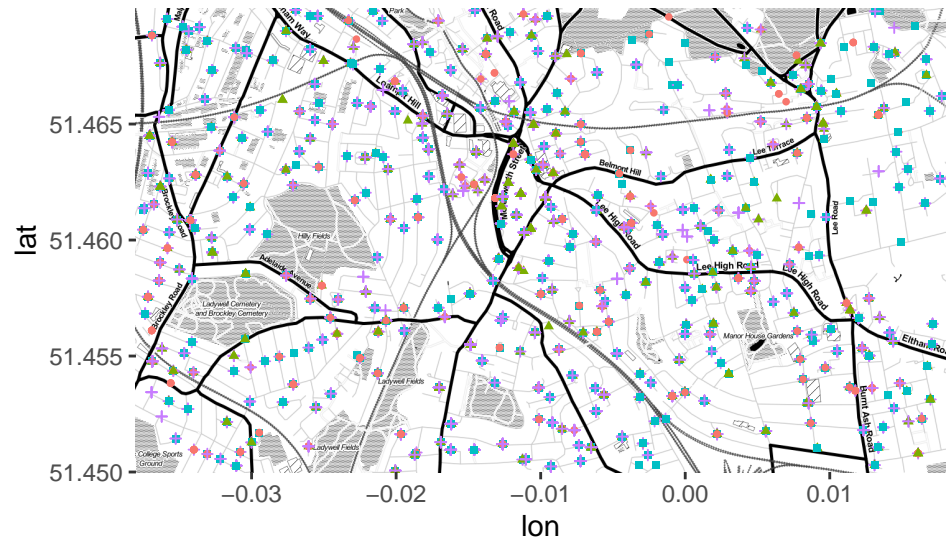 Park
Road
Loampit Hill
Lee Terrace
Belmont Hill
Brockley Road
Lee High Road
Lee Road
Hilly Fields
Adelaide Avenue
Lee High Road
Lee High Road
Ladywell Cemetery
and Brockley Cemetery
Brockley Road
Manor House Gardens
Ladywell Fields
Burnt Ash Road
Ladywell Fields
College Sports
Ground
51.465
51.460
51.455
51.450
lat
−0.03
−0.02
−0.01
0.00
0.01
lon